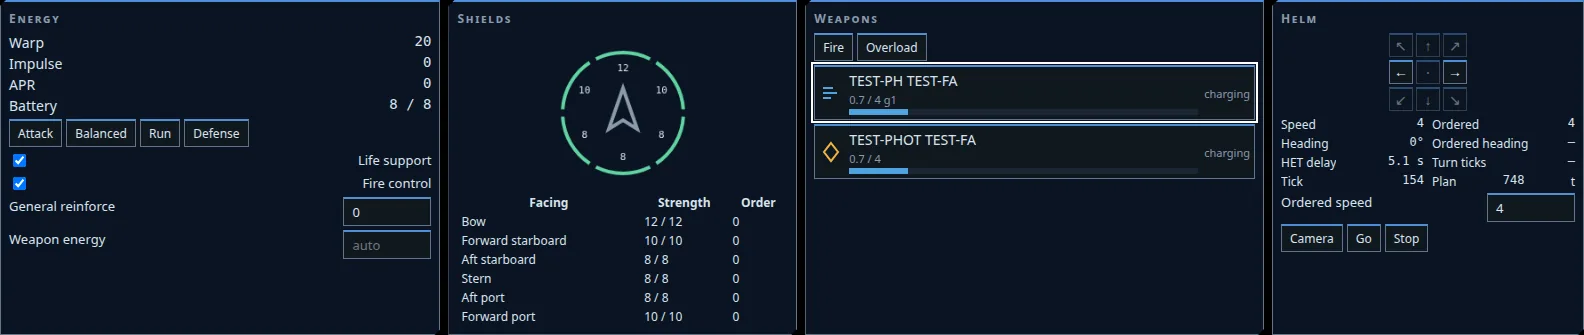 ENERGY
Warp 20
Impulse 0
APR 0
Battery 8 / 8
Attack Balanced Run Defense
Life support
Fire control
General reinforce 0
Weapon energy auto
SHIELDS
12
10 10
8 8
8
Facing Strength Order
Bow 12 / 12 0
Forward starboard 10 / 10 0
Aft starboard 8 / 8 0
Stern 8 / 8 0
Aft port 8 / 8 0
Forward port 10 / 10 0
WEAPONS
Fire Overload
TEST-PH TEST-FA
0.7 / 4 g1 charging
TEST-PHOT TEST-FA
0.7 / 4 charging
HELM
↖ ↑ ↗
← · →
↙ ↓ ↘
Speed 4 Ordered 4
Heading 0° Ordered heading —
HET delay 5.1 s Turn ticks —
Tick 154 Plan 748 t
Ordered speed 4
Camera Go Stop